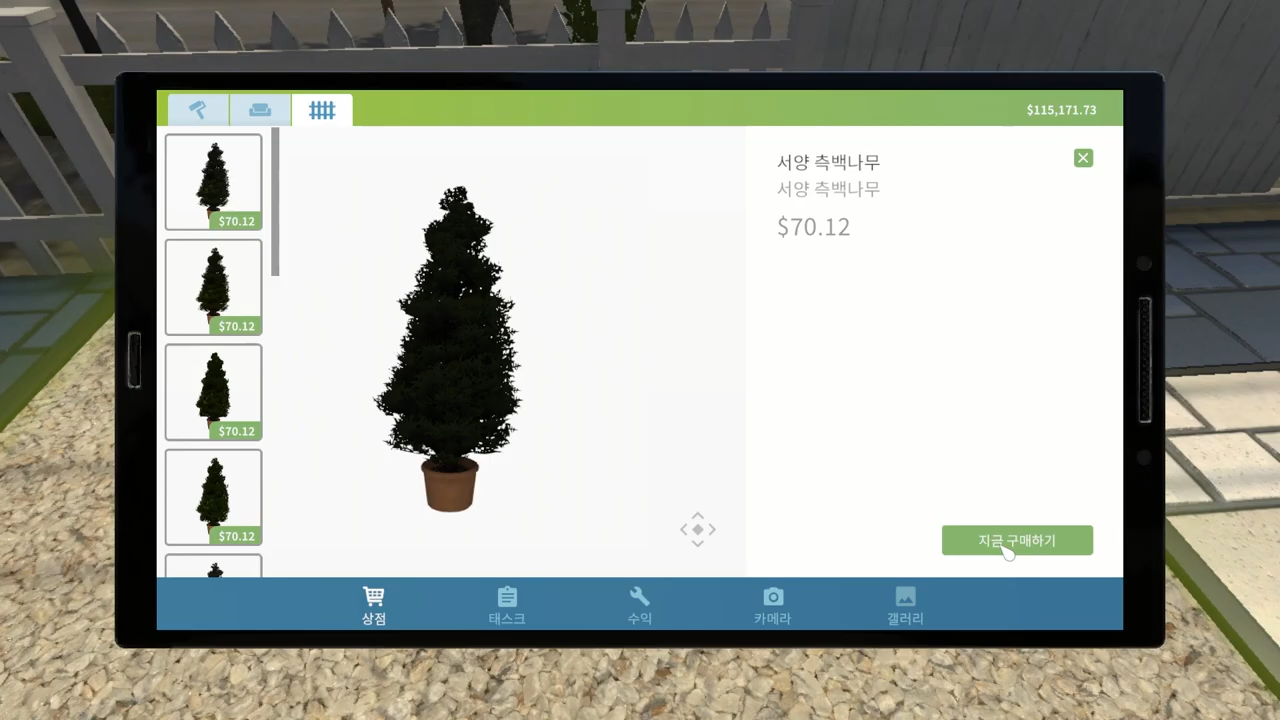 $115,171.73
$70.12
$70.12
$70.12
$70.12
서양 측백나무
서양 측백나무
$70.12
지금 구매하기
상점
태스크
수익
카메라
갤러리